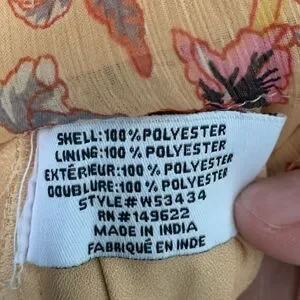 SHELL:100% POLYESTER
LINING:100% POLYESTER
EXTÉRIEUR:100% POLYESTER
DOUBLURE:100% POLYESTER
STYLE# W53434
RN# 149622
MADE IN INDIA
FABRIQUÉ EN INDE